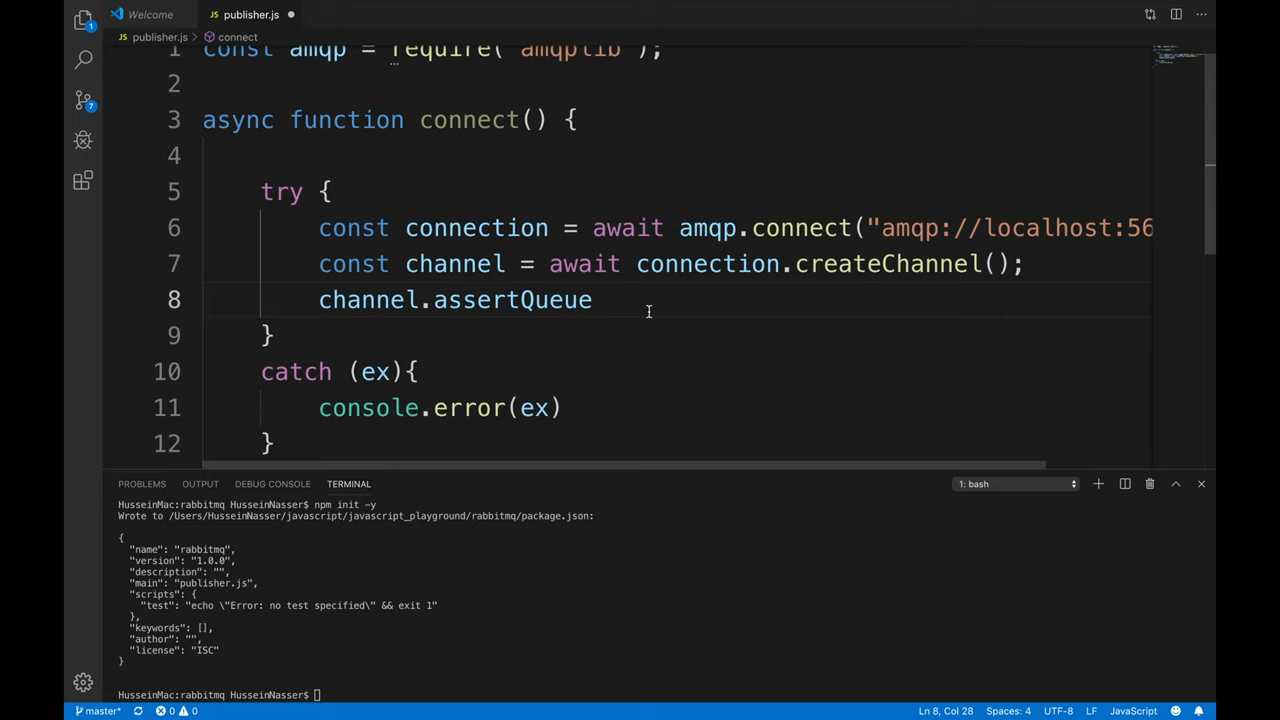 1
Welcome
publisher.js
publisher.js > connect
1 const amqp = require( amqplib );
2
3 async function connect() {
4
5 try {
6 const connection = await amqp.connect("amqp://localhost:56
7 const channel = await connection.createChannel();
8 channel.assertQueue
9 }
10 catch (ex){
11 console.error(ex)
12 }
7
PROBLEMS OUTPUT DEBUG CONSOLE TERMINAL 1: bash
HusseinMac:rabbitmq HusseinNasser$ npm init -y
Wrote to /Users/HusseinNasser/javascript/javascript_playground/rabbitmq/package.json:
{
"name": "rabbitmq",
"version": "1.0.0",
"description": "",
"main": "publisher.js",
"scripts": {
"test": "echo \"Error: no test specified\" && exit 1"
},
"keywords": [],
"author": "",
"license": "ISC"
}
HusseinMac:rabbitmq HusseinNasser$
master* 0 0 Ln 8, Col 28 Spaces: 4 UTF-8 LF JavaScript